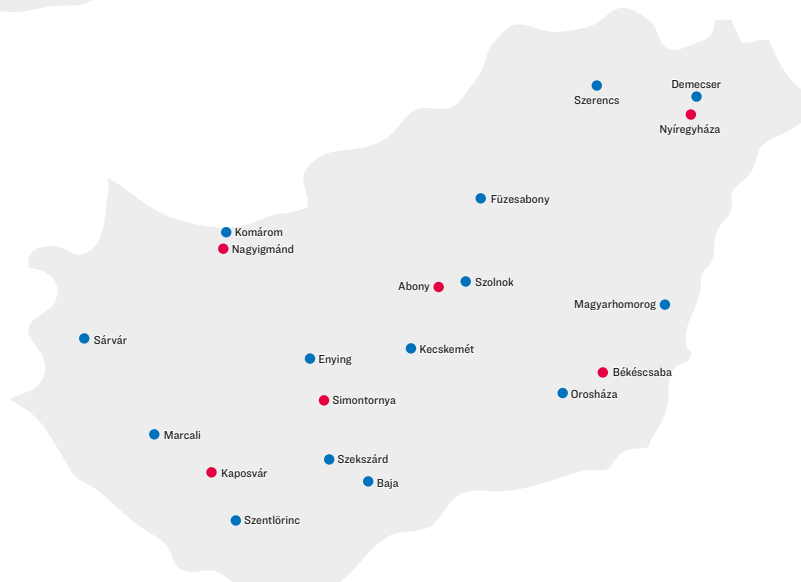 Demecser
Szerencs
Nyíregyháza
Füzesabony
Komárom
Nagyigmánd
Abony
Szolnok
Magyarhomorog
Sárvár
Kecskemét
Enying
Békéscsaba
Orosháza
Simontornya
Marcali
Szekszárd
Kaposvár
Baja
Szentlörinc